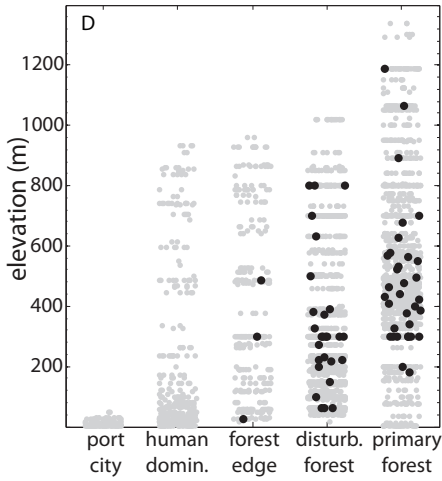 D
1200
1000
800
600
400
200
elevation (m)
port human forest disturb. primary
city domin. edge forest forest